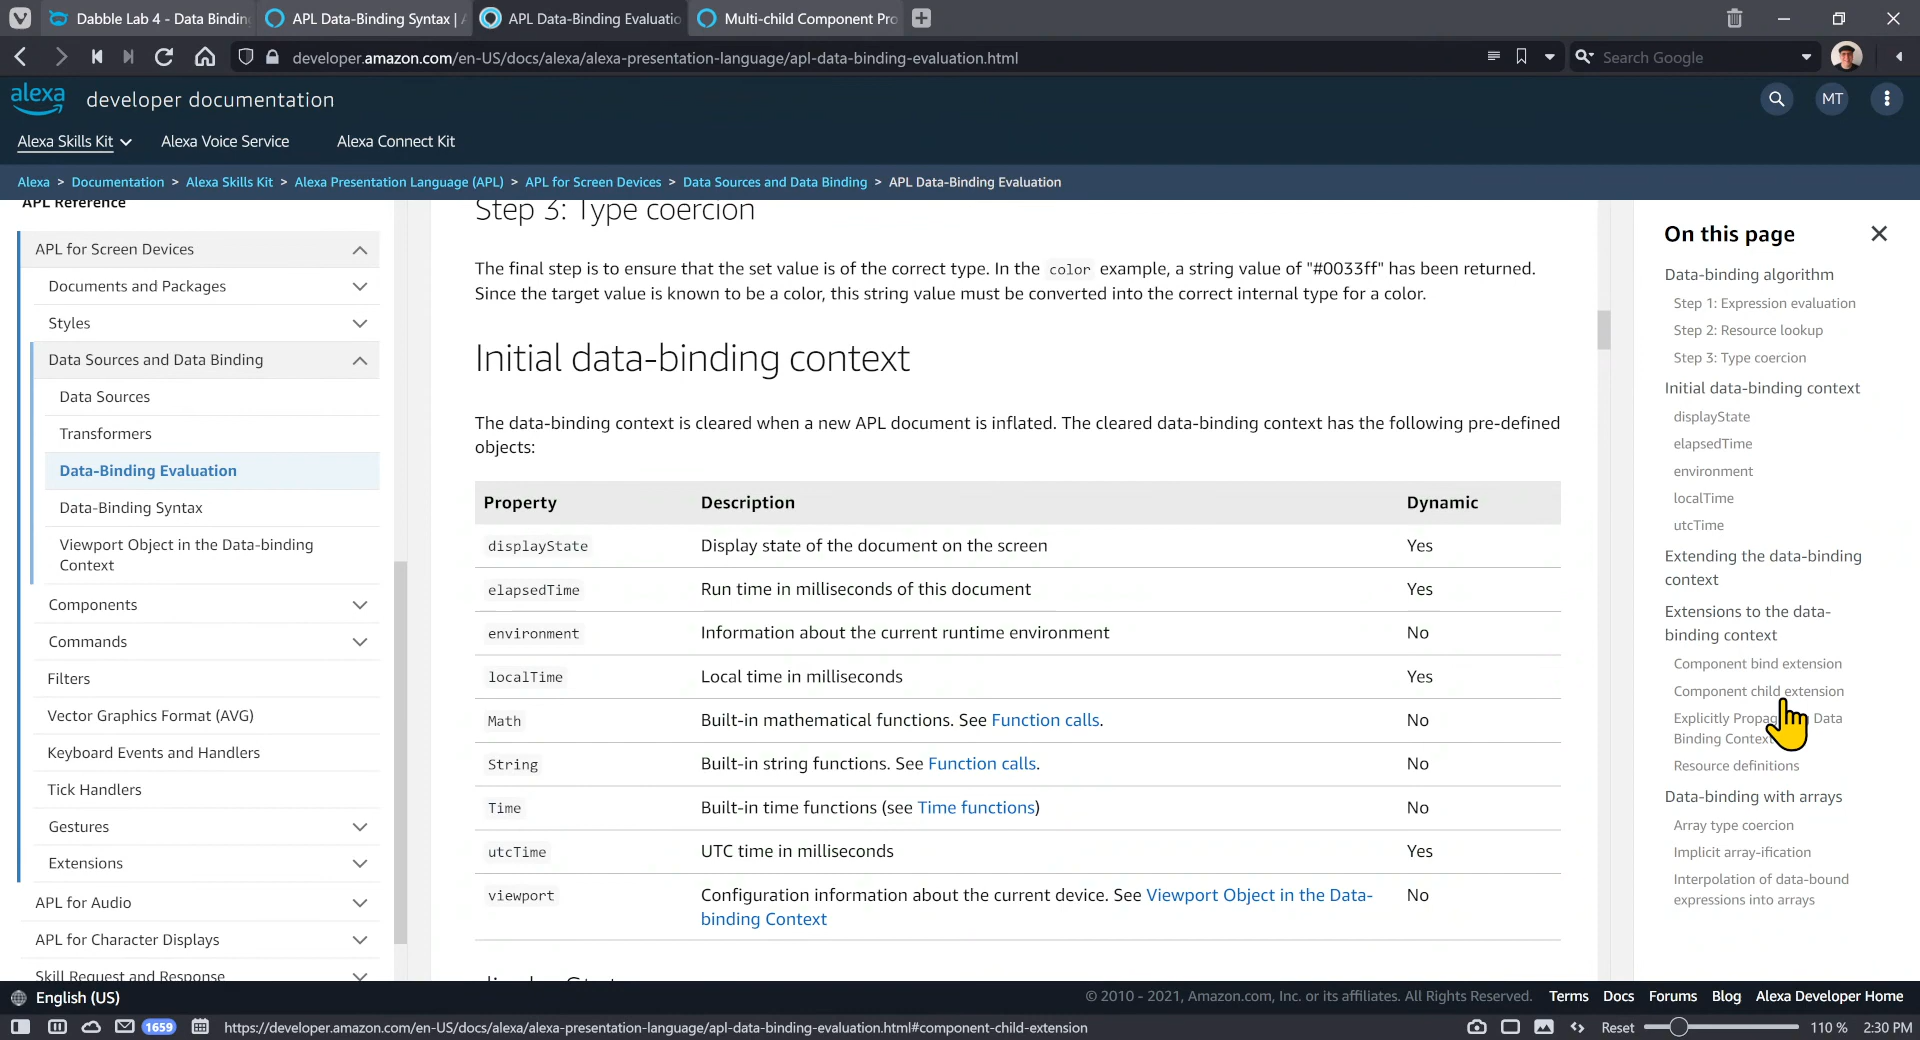 Dabble Lab 4 - Data Bindin
APL Data-Binding Syntax |
APL Data-Binding Evaluatio
Multi-child Component Pro
developer.amazon.com/en-US/docs/alexa/alexa-presentation-language/apl-data-binding-evaluation.html
Search Google
alexa developer documentation
MT
Alexa Skills Kit
Alexa Voice Service
Alexa Connect Kit
Alexa > Documentation > Alexa Skills Kit > Alexa Presentation Language (APL) > APL for Screen Devices > Data Sources and Data Binding > APL Data-Binding Evaluation
APL Reference
APL for Screen Devices
Documents and Packages
Styles
Data Sources and Data Binding
Data Sources
Transformers
Data-Binding Evaluation
Data-Binding Syntax
Viewport Object in the Data-binding
Context
Components
Commands
Filters
Vector Graphics Format (AVG)
Keyboard Events and Handlers
Tick Handlers
Gestures
Extensions
APL for Audio
APL for Character Displays
Skill Request and Response
Step 3: Type coercion
The final step is to ensure that the set value is of the correct type. In the color example, a string value of "#0033ff" has been returned.
Since the target value is known to be a color, this string value must be converted into the correct internal type for a color.
Initial data-binding context
The data-binding context is cleared when a new APL document is inflated. The cleared data-binding context has the following pre-defined
objects:
Property Description Dynamic
displayState Display state of the document on the screen Yes
elapsedTime Run time in milliseconds of this document Yes
environment Information about the current runtime environment No
localTime Local time in milliseconds Yes
Math Built-in mathematical functions. See Function calls. No
String Built-in string functions. See Function calls. No
Time Built-in time functions (see Time functions) No
utcTime UTC time in milliseconds Yes
viewport Configuration information about the current device. See Viewport Object in the Data- No
binding Context
On this page
Data-binding algorithm
Step 1: Expression evaluation
Step 2: Resource lookup
Step 3: Type coercion
Initial data-binding context
displayState
elapsedTime
environment
localTime
utcTime
Extending the data-binding
context
Extensions to the data-
binding context
Component bind extension
Component child extension
Explicitly Propag Data
Binding Context
Resource definitions
Data-binding with arrays
Array type coercion
Implicit array-ification
Interpolation of data-bound
expressions into arrays
English (US)
© 2010 - 2021, Amazon.com, Inc. or its affiliates. All Rights Reserved. Terms Docs Forums Blog Alexa Developer Home
1659
https://developer.amazon.com/en-US/docs/alexa/alexa-presentation-language/apl-data-binding-evaluation.html#component-child-extension
Reset
110 %
2:30 PM